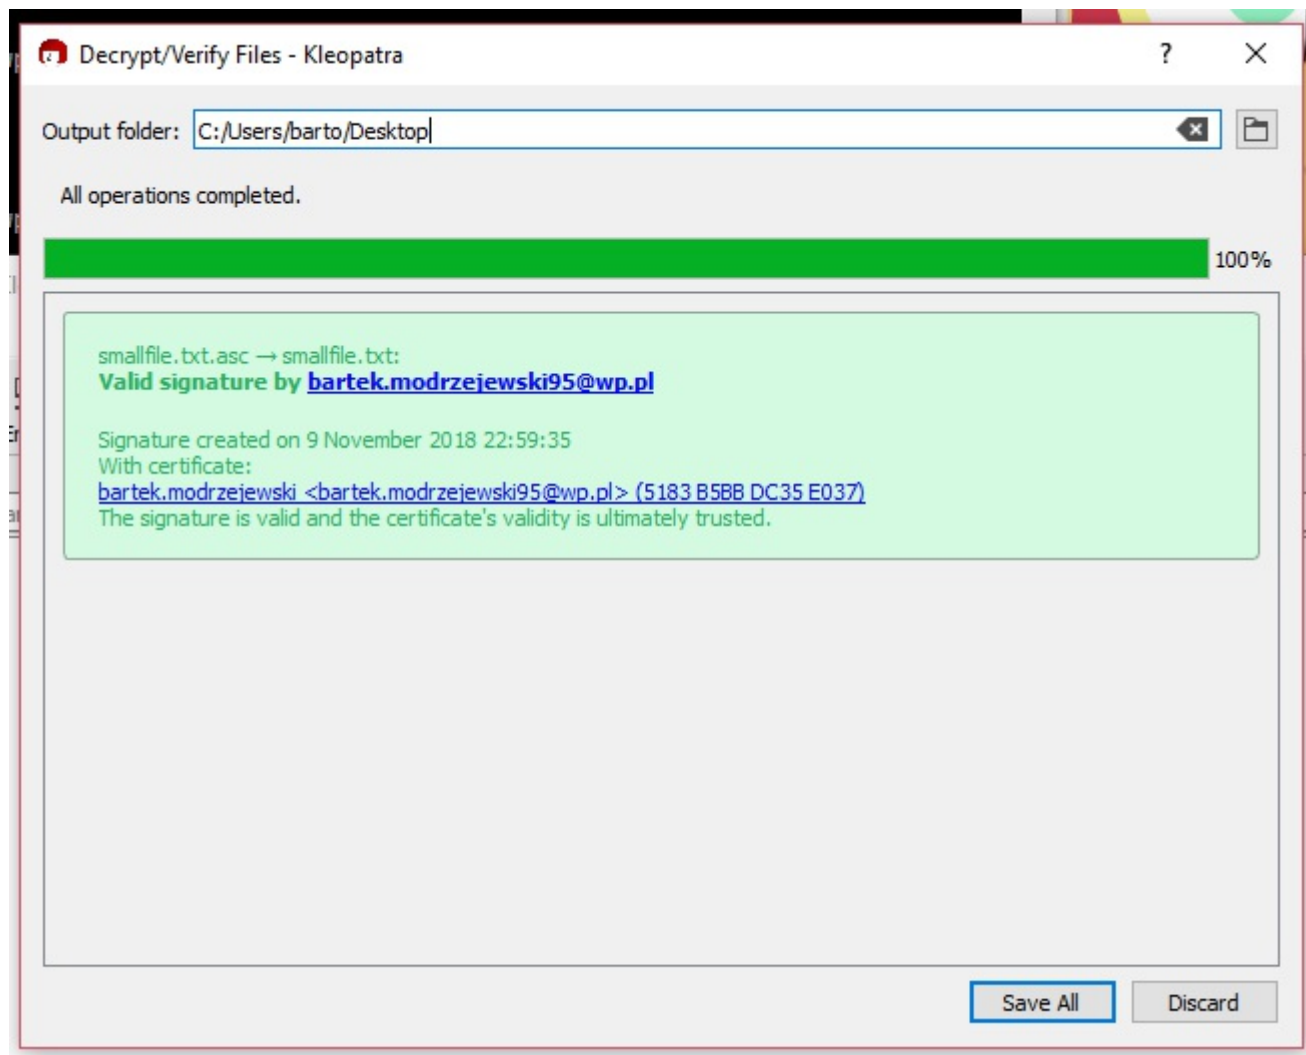 Decrypt/Verify Files - Kleopatra
?
Output folder: C:/Users/barto/Desktop
All operations completed.
100%
smallfile.txt.asc → smallfile.txt:
Valid signature by bartek.modrzejewski95@wp.pl
Signature created on 9 November 2018 22:59:35
With certificate:
bartek.modrzejewski <bartek.modrzejewski95@wp.pl> (5183 B5BB DC35 E037)
The signature is valid and the certificate's validity is ultimately trusted.
Save All Discard